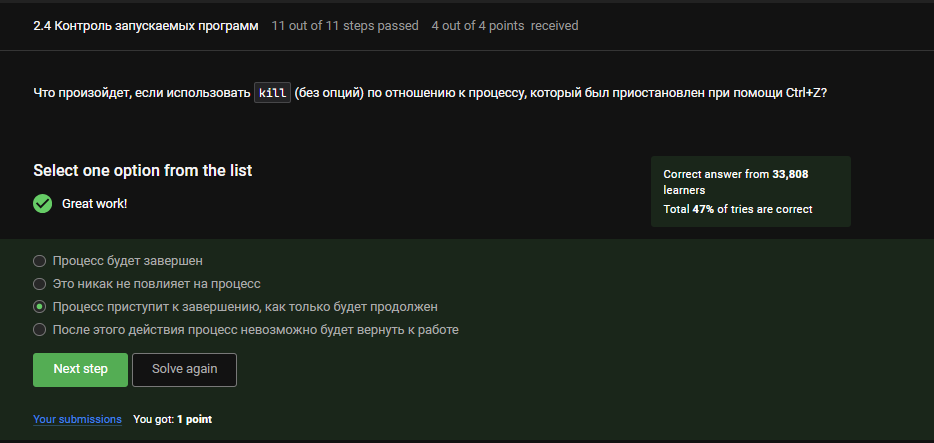 2.4 Контроль запускаемых программ 11 out of 11 steps passed 4 out of 4 points received
Что произойдет, если использовать kill (без опций) по отношению к процессу, который был приостановлен при помощи Ctrl+Z?
Select one option from the list
Great work!
Correct answer from 33,808
learners
Total 47% of tries are correct
Процесс будет завершен
Это никак не повлияет на процесс
Процесс приступит к завершению, как только будет продолжен
После этого действия процесс невозможно будет вернуть к работе
Next step Solve again
Your submissions You got: 1 point